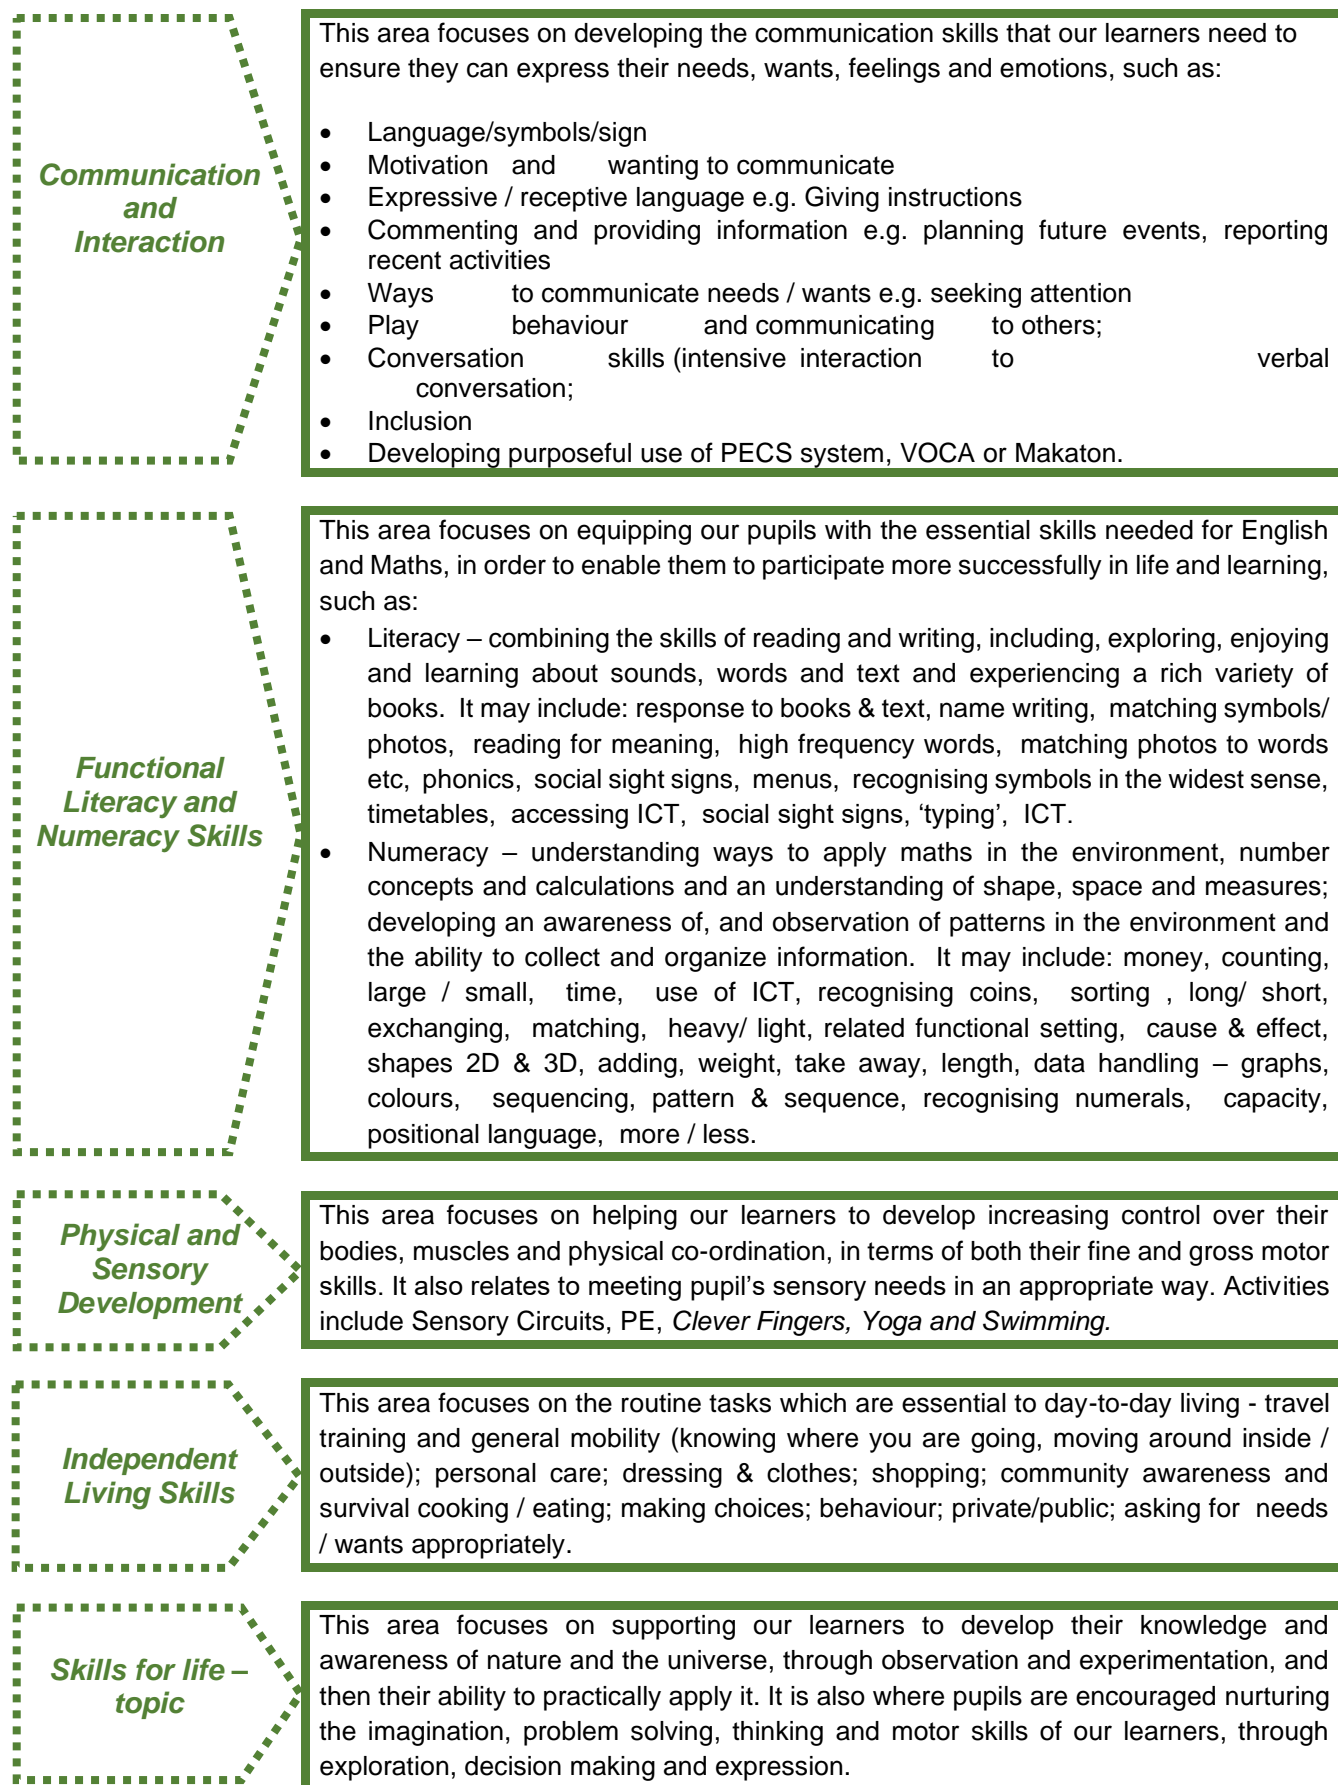 Communication
and
Interaction
This area focuses on developing the communication skills that our learners need to
ensure they can express their needs, wants, feelings and emotions, such as:
• Language/symbols/sign
• Motivation and wanting to communicate
• Expressive / receptive language e.g. Giving instructions
• Commenting and providing information e.g. planning future events, reporting
recent activities
• Ways to communicate needs / wants e.g. seeking attention
• Play behaviour and communicating to others;
• Conversation skills (intensive interaction to verbal
conversation;
• Inclusion
• Developing purposeful use of PECS system, VOCA or Makaton.
Functional
Literacy and
Numeracy Skills
This area focuses on equipping our pupils with the essential skills needed for English
and Maths, in order to enable them to participate more successfully in life and learning,
such as:
• Literacy – combining the skills of reading and writing, including, exploring, enjoying
and learning about sounds, words and text and experiencing a rich variety of
books. It may include: response to books & text, name writing, matching symbols/
photos, reading for meaning, high frequency words, matching photos to words
etc, phonics, social sight signs, menus, recognising symbols in the widest sense,
timetables, accessing ICT, social sight signs, ‘typing’, ICT.
• Numeracy – understanding ways to apply maths in the environment, number
concepts and calculations and an understanding of shape, space and measures;
developing an awareness of, and observation of patterns in the environment and
the ability to collect and organize information. It may include: money, counting,
large / small, time, use of ICT, recognising coins, sorting , long/ short,
exchanging, matching, heavy/ light, related functional setting, cause & effect,
shapes 2D & 3D, adding, weight, take away, length, data handling – graphs,
colours, sequencing, pattern & sequence, recognising numerals, capacity,
positional language, more / less.
Physical and
Sensory
Development
This area focuses on helping our learners to develop increasing control over their
bodies, muscles and physical co-ordination, in terms of both their fine and gross motor
skills. It also relates to meeting pupil’s sensory needs in an appropriate way. Activities
include Sensory Circuits, PE, Clever Fingers, Yoga and Swimming.
Independent
Living Skills
This area focuses on the routine tasks which are essential to day-to-day living - travel
training and general mobility (knowing where you are going, moving around inside /
outside); personal care; dressing & clothes; shopping; community awareness and
survival cooking / eating; making choices; behaviour; private/public; asking for needs
/ wants appropriately.
Skills for life –
topic
This area focuses on supporting our learners to develop their knowledge and
awareness of nature and the universe, through observation and experimentation, and
then their ability to practically apply it. It is also where pupils are encouraged nurturing
the imagination, problem solving, thinking and motor skills of our learners, through
exploration, decision making and expression.